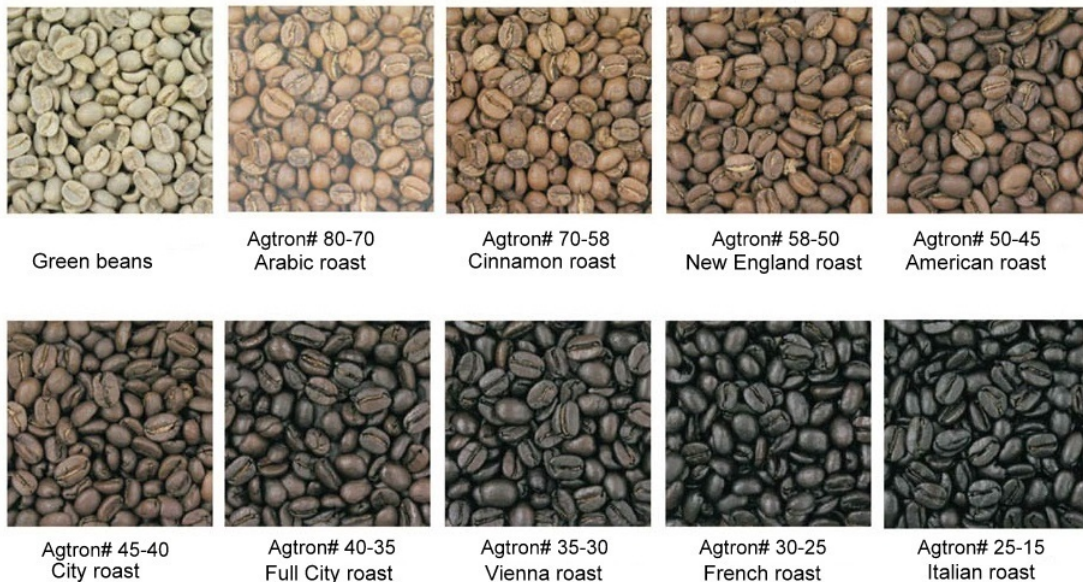 Green beans
Agtron# 80-70
Arabic roast
Agtron# 70-58
Cinnamon roast
Agtron# 58-50
New England roast
Agtron# 50-45
American roast
Agtron# 45-40
City roast
Agtron# 40-35
Full City roast
Agtron# 35-30
Vienna roast
Agtron# 30-25
French roast
Agtron# 25-15
Italian roast